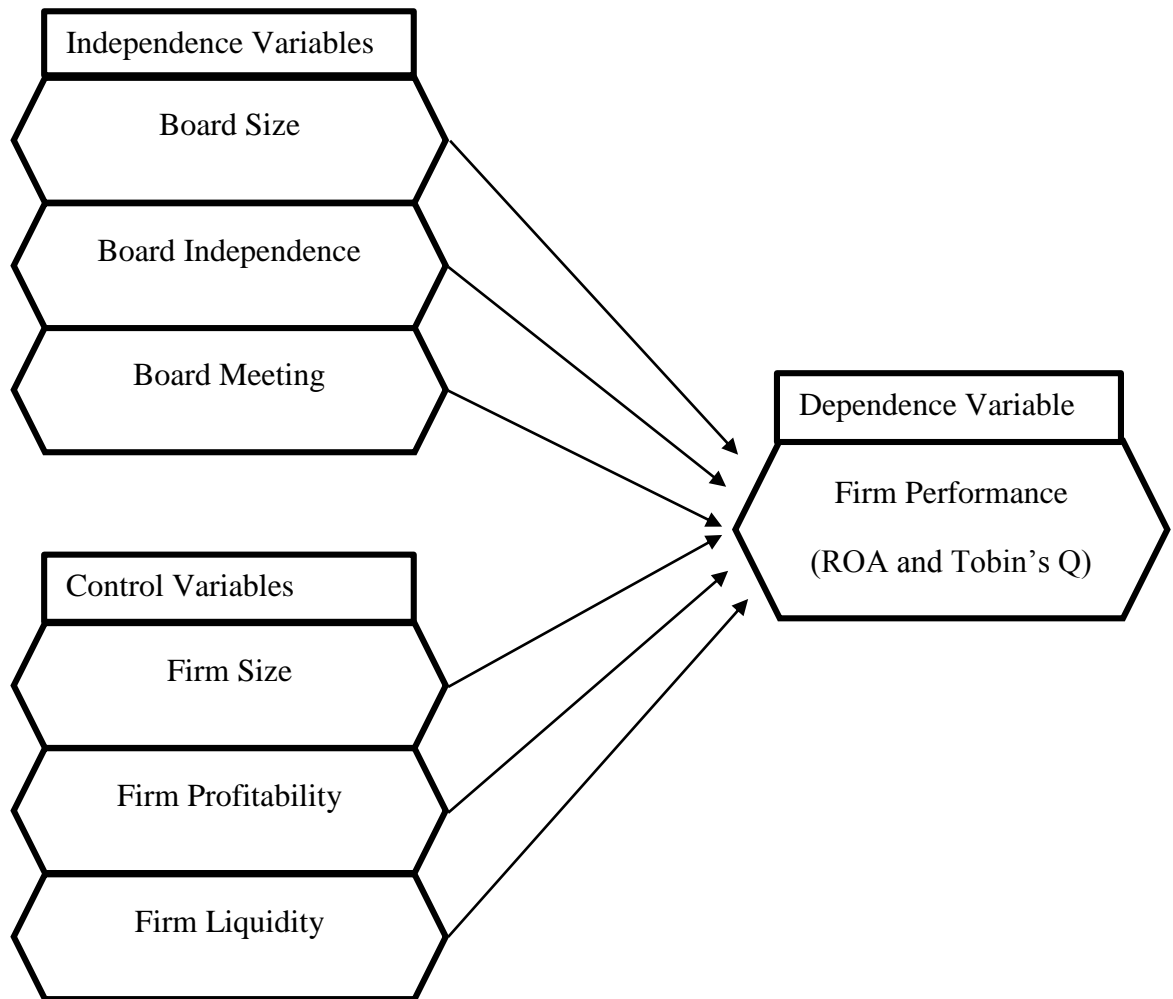 Independence Variables
Board Size
Board Independence
Board Meeting
Dependence Variable
Firm Performance
(ROA and Tobin’s Q)
Control Variables
Firm Size
Firm Profitability
Firm Liquidity